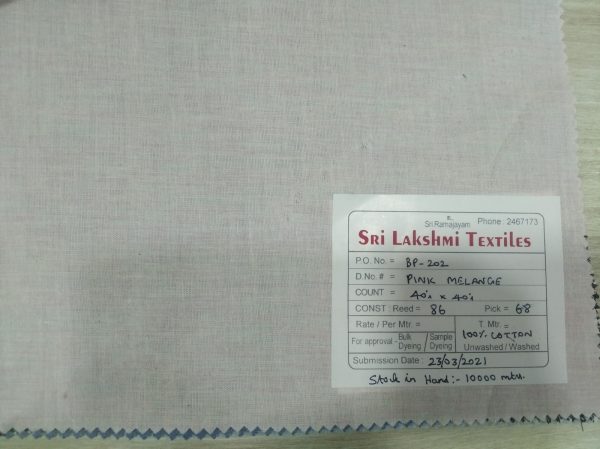 Sri Ramajayam Phone : 2467173
SRI LAKSHMI TEXTILES
P.O. No. = BP-202
D.No. # = PINK MELANGE
COUNT = 40's x 40's
CONST : Reed = 86 Pick = 68
Rate / Per Mtr. = T. Mtr. =
100% COTTON
For approval - Bulk Dyeing / Sample Dyeing Unwashed / Washed
Submission Date : 23/03/2021
Stock in Hand :- 10000 mtrs.